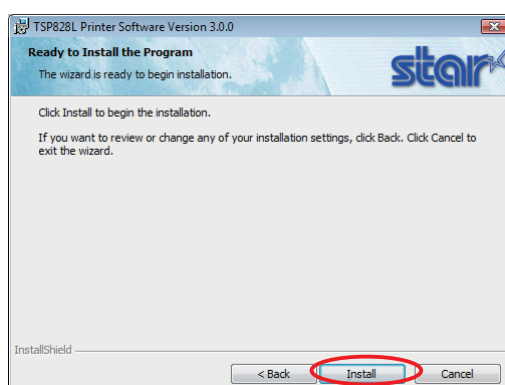 TSP828L Printer Software Version 3.0.0
Ready to Install the Program
The wizard is ready to begin installation.
star
Click Install to begin the installation.
If you want to review or change any of your installation settings, click Back. Click Cancel to
exit the wizard.
InstallShield
< Back Install Cancel